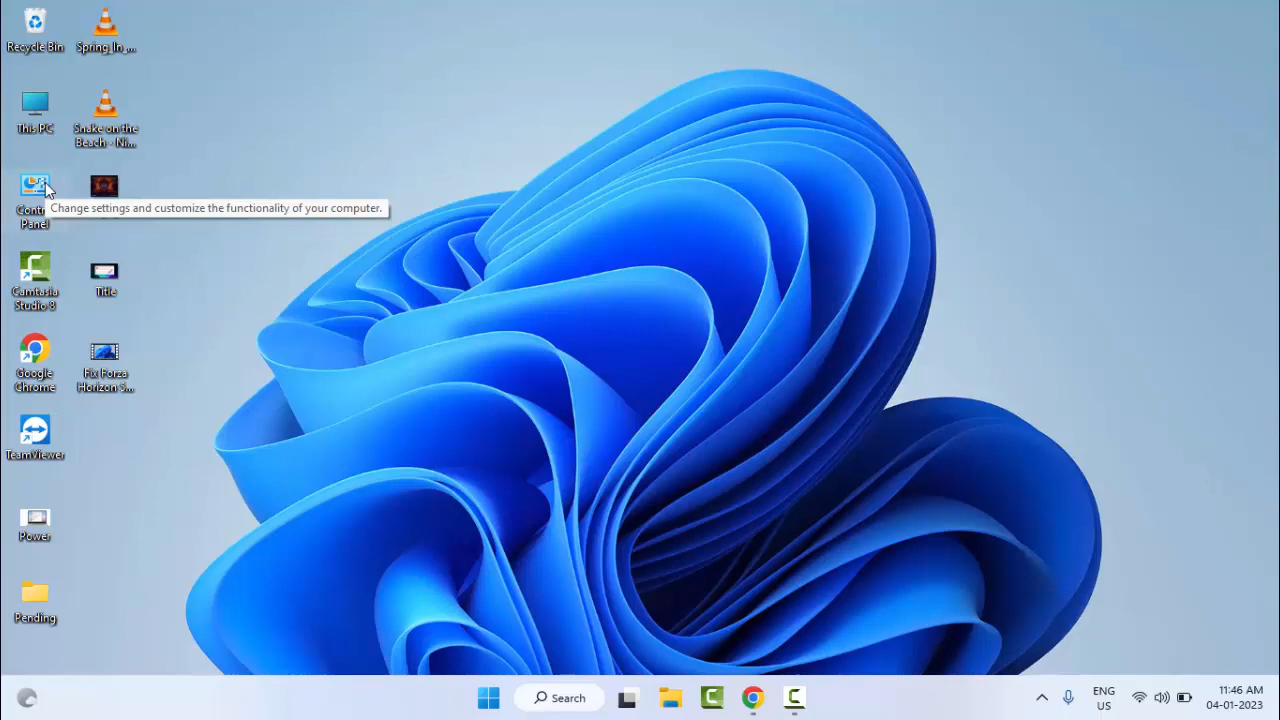 Recycle Bin
Spring_In_...
This PC
Snake on the
Beach - Ni...
Panel
Change settings and customize the functionality of your computer.
Camtasia
Studio 8
Title
Google
Chrome
Fix Forza
Horizon 5...
TeamViewer
Power
Pending
Search
ENG
US
11:46 AM
04-01-2023